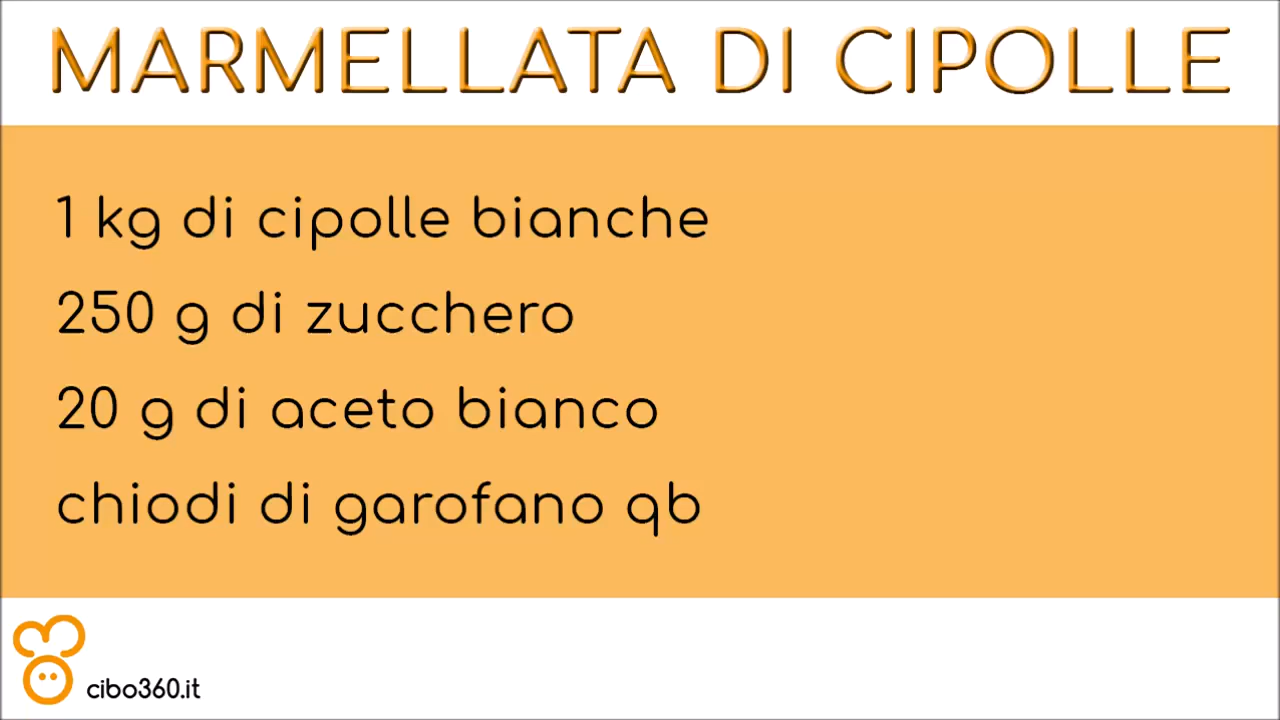 MARMELLATA DI CIPOLLE
1 kg di cipolle bianche
250 g di zucchero
20 g di aceto bianco
chiodi di garofano qb
cibo360.it